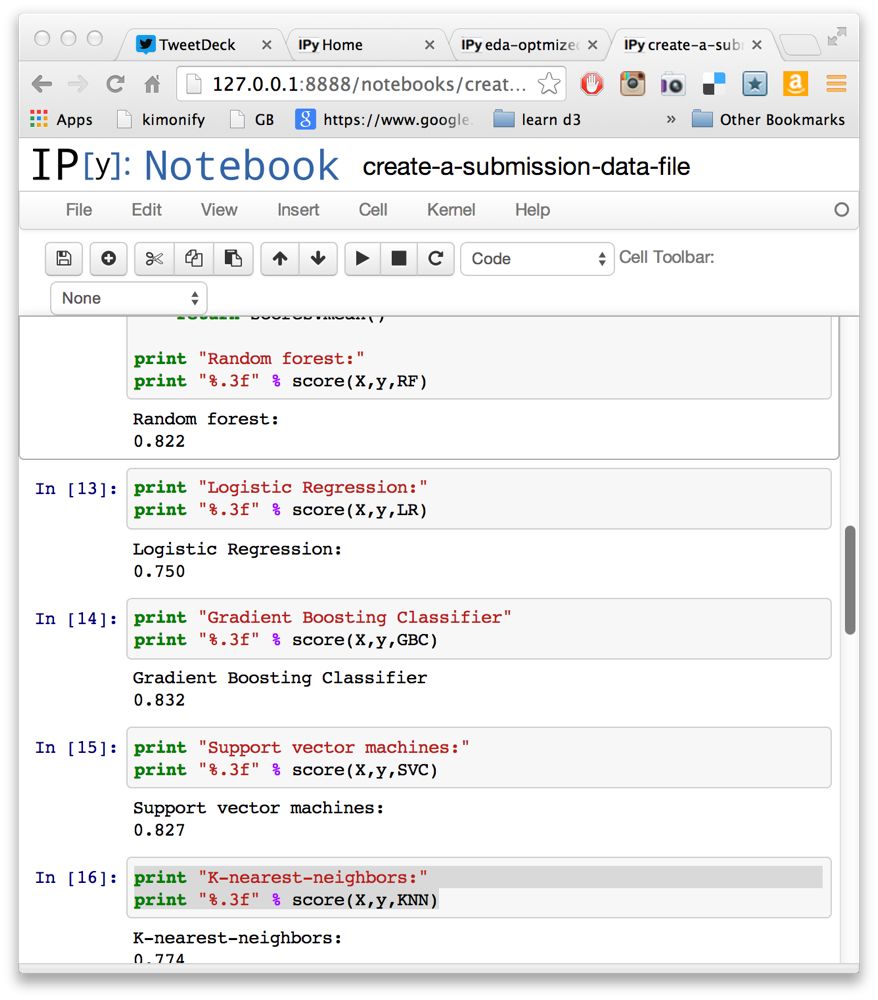 TweetDeck IPy Home IPy eda-optmize IPy create-a-sub
127.0.0.1:8888/notebooks/creat...
Apps kimonify GB https://www.google. learn d3 » Other Bookmarks
IP[y]: Notebook create-a-submission-data-file
File Edit View Insert Cell Kernel Help
Code Cell Toolbar:
None
return scores.mean()
print "Random forest:"
print "%.3f" % score(X,y,RF)
Random forest:
0.822
In [13]: print "Logistic Regression:"
print "%.3f" % score(X,y,LR)
Logistic Regression:
0.750
In [14]: print "Gradient Boosting Classifier"
print "%.3f" % score(X,y,GBC)
Gradient Boosting Classifier
0.832
In [15]: print "Support vector machines:"
print "%.3f" % score(X,y,SVC)
Support vector machines:
0.827
In [16]: print "K-nearest-neighbors:"
print "%.3f" % score(X,y,KNN)
K-nearest-neighbors:
0.774